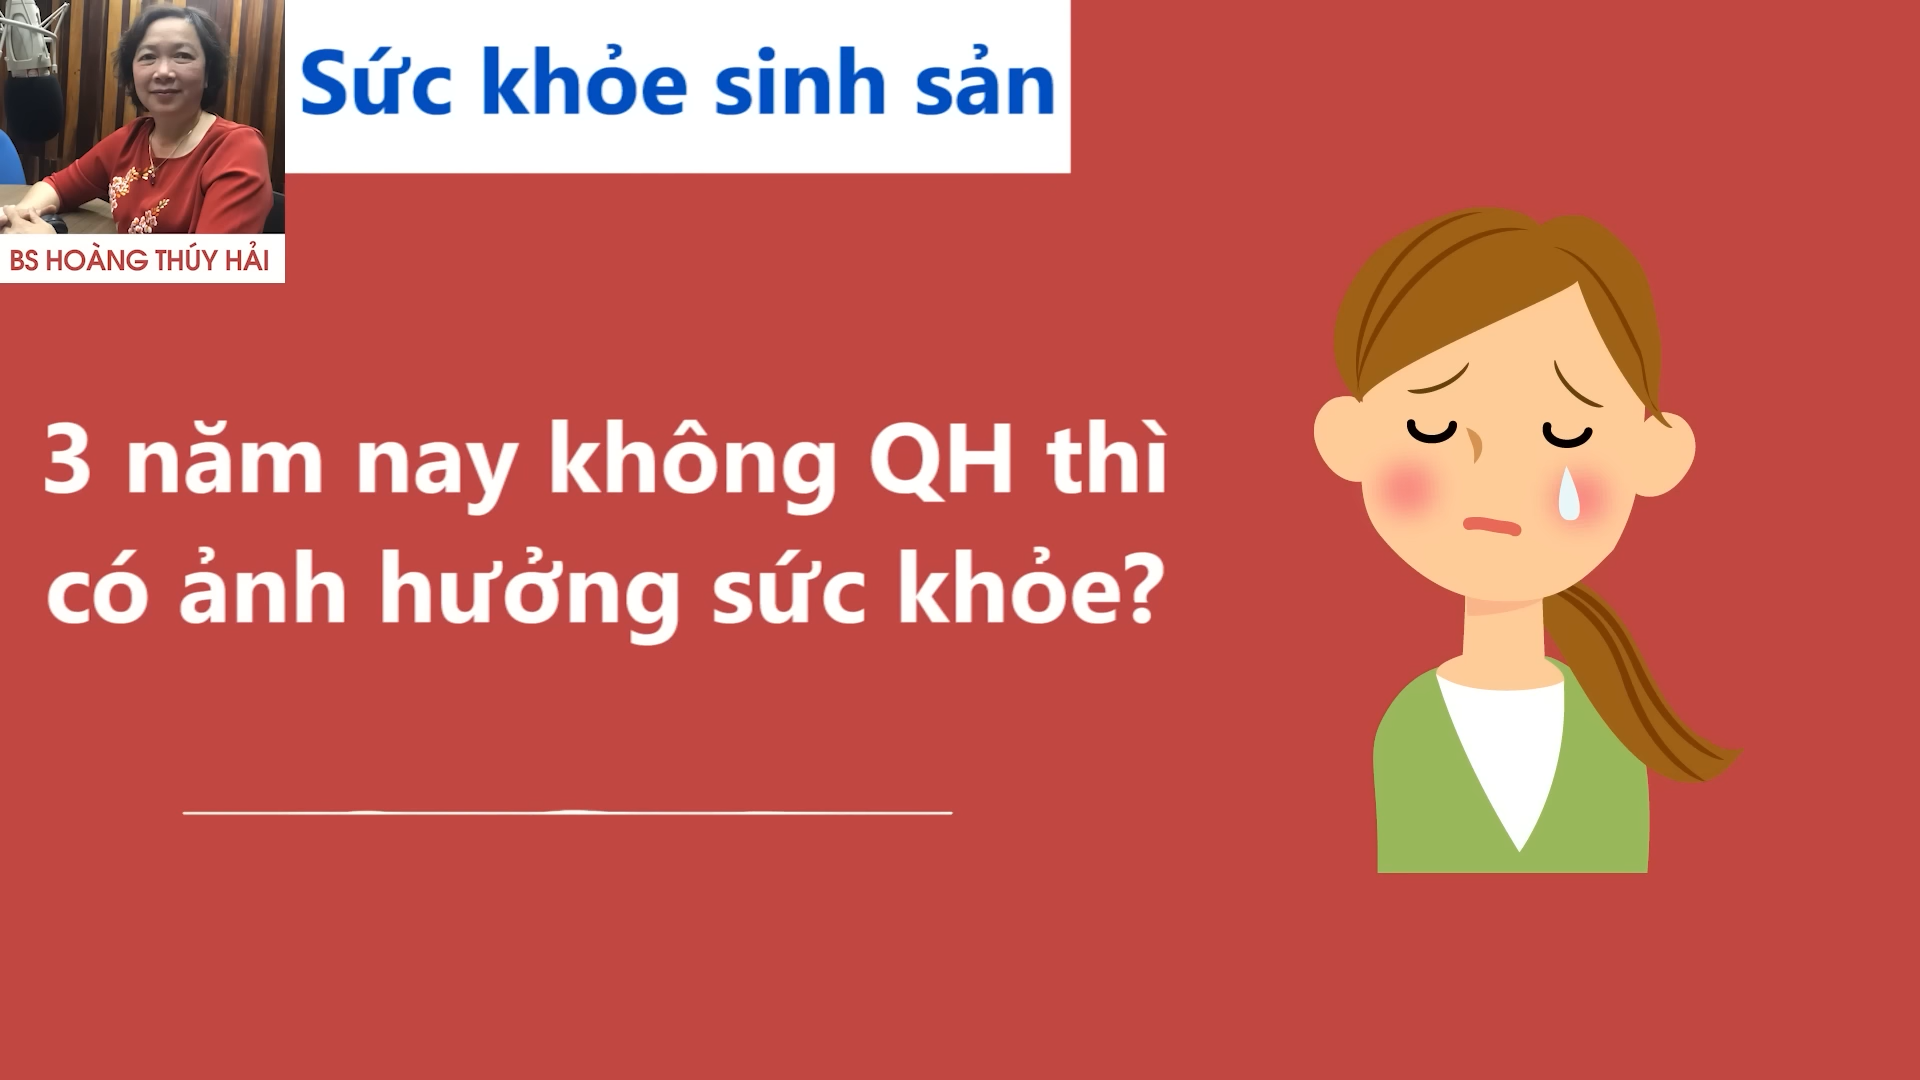 Sức khỏe sinh sản
BS HOÀNG THÚY HẢI
3 năm nay không QH thì
có ảnh hưởng sức khỏe?